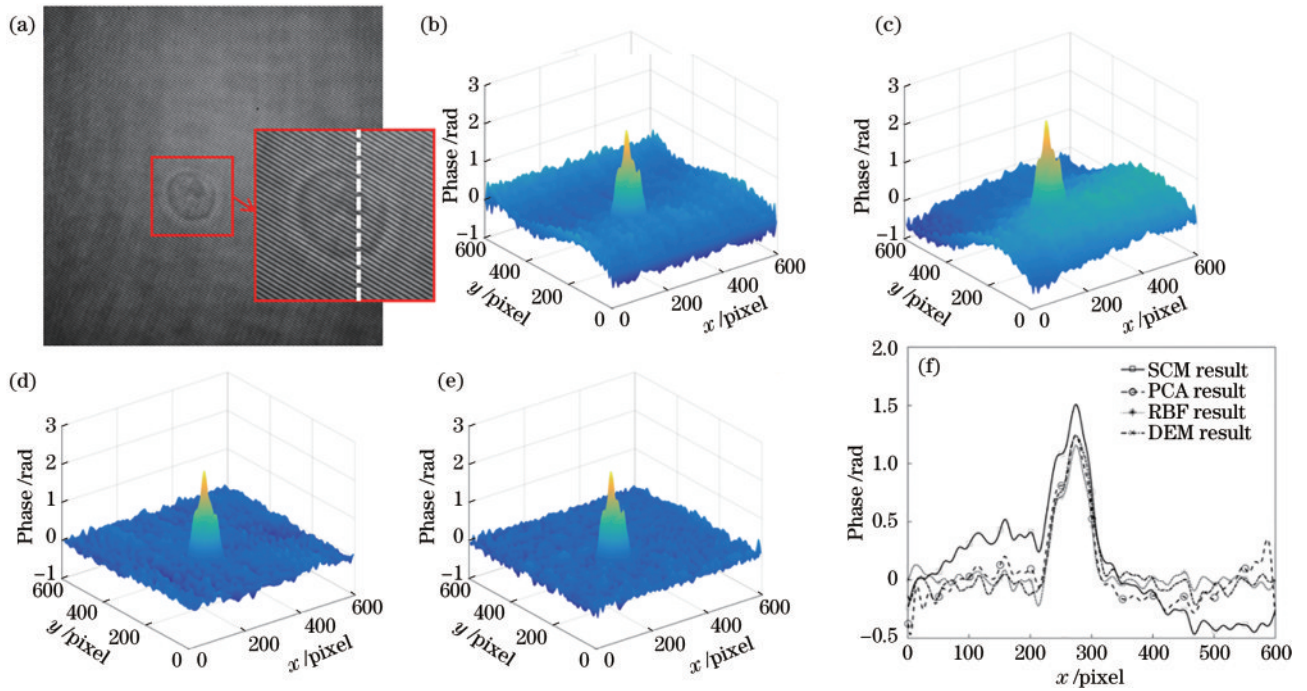 (a)
(b)
3
2
1
0
−1
Phase /rad
600
400
200
0
y /pixel
0
200
400
600
x /pixel
(c)
3
2
1
0
−1
Phase /rad
600
400
200
0
y /pixel
0
200
400
600
x /pixel
(d)
3
2
1
0
−1
Phase /rad
600
400
200
0
y /pixel
0
200
400
600
x /pixel
(e)
3
2
1
0
−1
Phase /rad
600
400
200
0
y /pixel
0
200
400
600
x /pixel
(f)
2.0
1.5
1.0
0.5
0
−0.5
Phase /rad
SCM result
PCA result
RBF result
DEM result
0 100 200 300 400 500 600
x /pixel